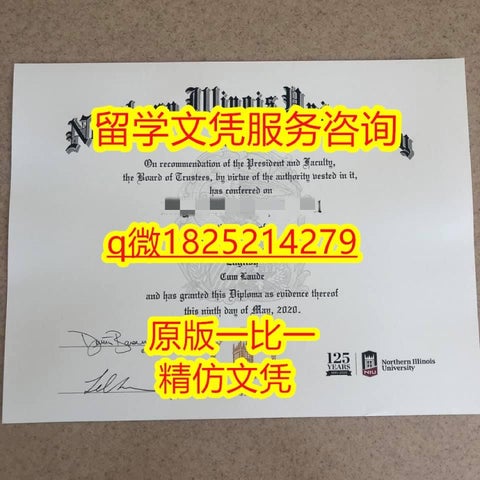 留学文凭服务咨询
On recommendation of the President and Faculty,
the Board of Trustees, by virtue of the authority vested in it,
has conferred on
q微1825214279
English
Cum Laude
and has granted this Diploma as evidence thereof
this ninth day of May, 2020.
原版一比一
精仿文凭
125
YEARS
NIU
Northern Illinois
University